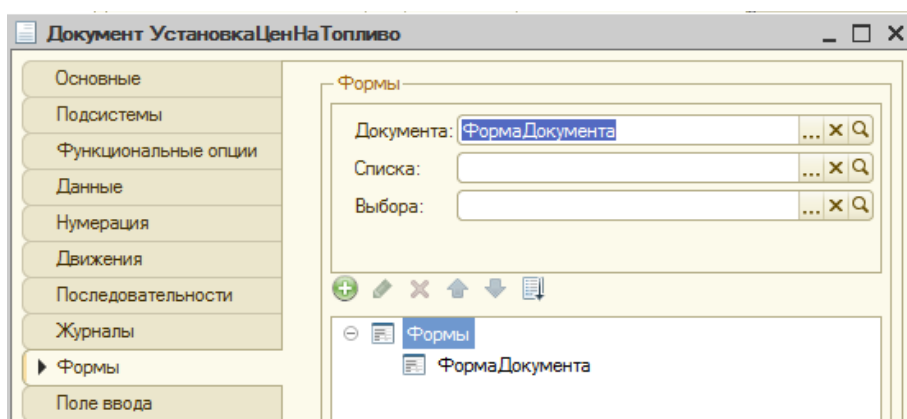 Документ УстановкаЦенНаТопливо
Основные
Подсистемы
Функциональные опции
Данные
Нумерация
Движения
Последовательности
Журналы
Формы
Поле ввода
Формы
Документа: ФормаДокумента
Списка:
Выбора:
Формы
ФормаДокумента